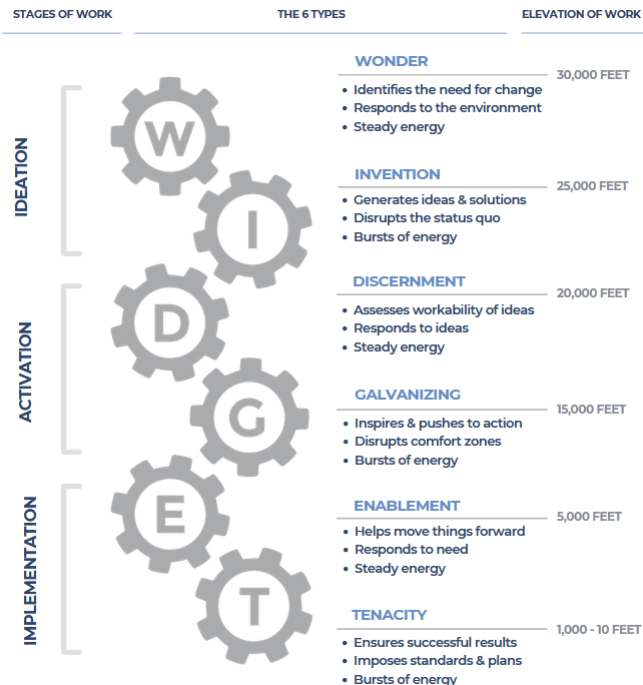 STAGES OF WORK
THE 6 TYPES
ELEVATION OF WORK
IDEATION
W
WONDER
30,000 FEET
• Identifies the need for change
• Responds to the environment
• Steady energy
I
INVENTION
25,000 FEET
• Generates ideas & solutions
• Disrupts the status quo
• Bursts of energy
ACTIVATION
D
DISCERNMENT
20,000 FEET
• Assesses workability of ideas
• Responds to ideas
• Steady energy
G
GALVANIZING
15,000 FEET
• Inspires & pushes to action
• Disrupts comfort zones
• Bursts of energy
IMPLEMENTATION
E
ENABLEMENT
5,000 FEET
• Helps move things forward
• Responds to need
• Steady energy
T
TENACITY
1,000 - 10 FEET
• Ensures successful results
• Imposes standards & plans
• Bursts of energy